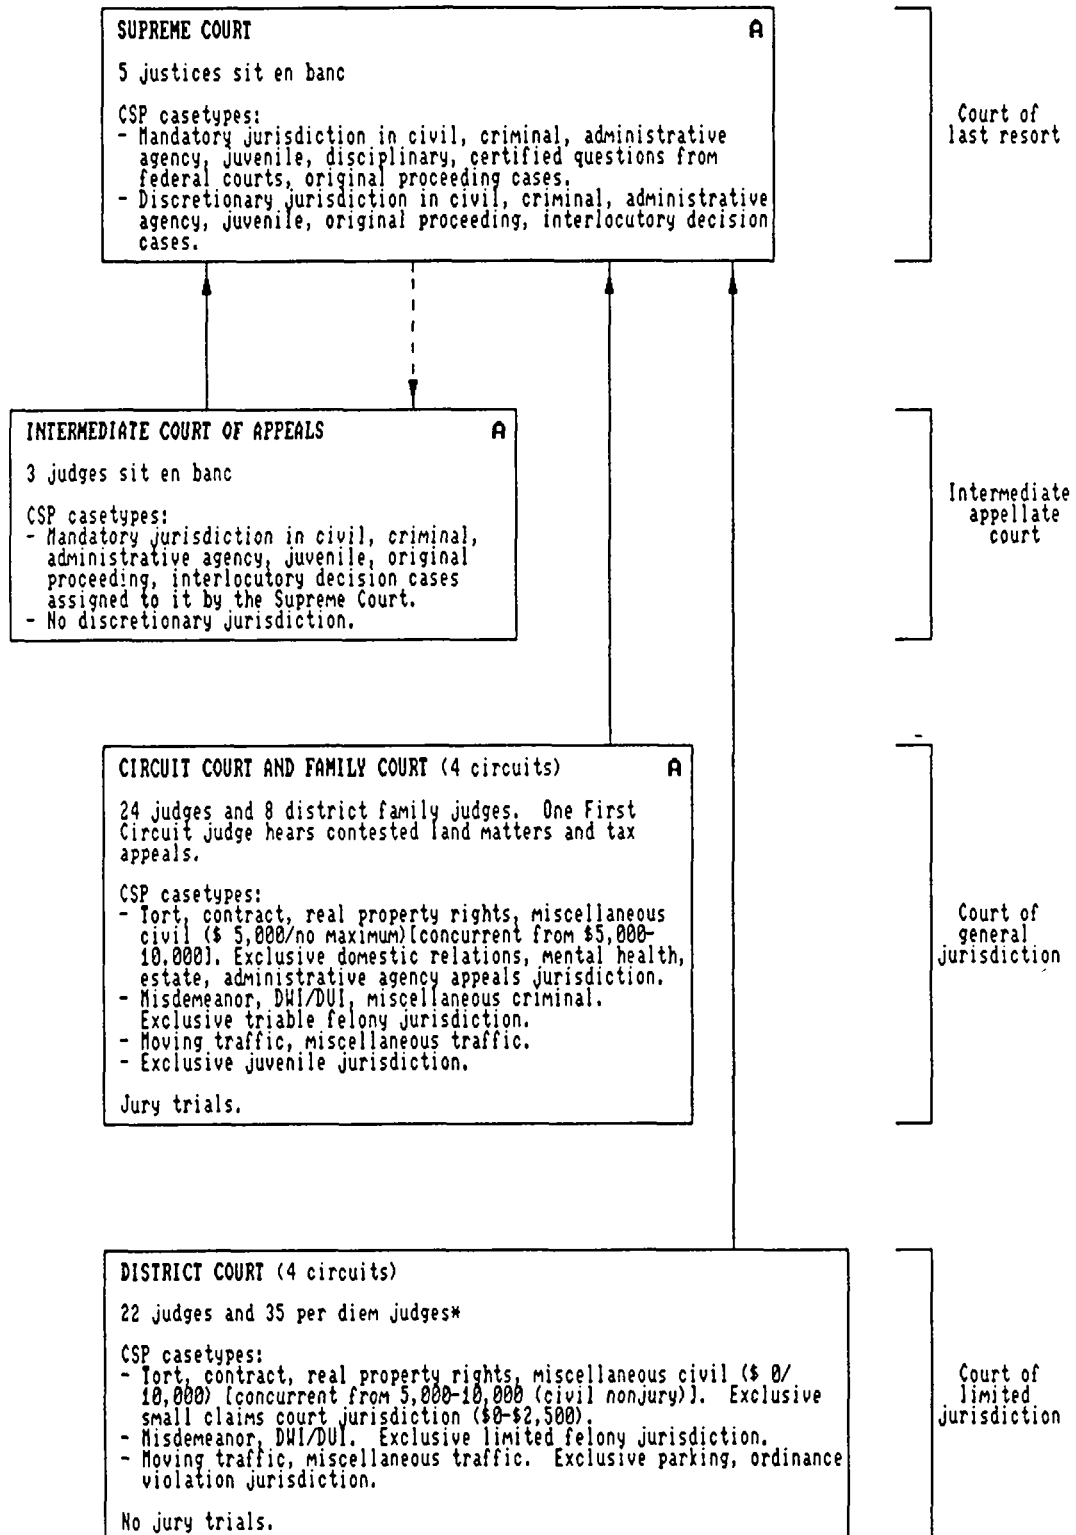 SUPREME COURT A
5 justices sit en banc
CSP casetypes:
- Mandatory jurisdiction in civil, criminal, administrative
agency, juvenile, disciplinary, certified questions from
federal courts, original proceeding cases.
- Discretionary jurisdiction in civil, criminal, administrative
agency, juvenile, original proceeding, interlocutory decision
cases.
Court of
last resort
INTERMEDIATE COURT OF APPEALS A
3 judges sit en banc
CSP casetypes:
- Mandatory jurisdiction in civil, criminal,
administrative agency, juvenile, original
proceeding, interlocutory decision cases
assigned to it by the Supreme Court.
- No discretionary jurisdiction.
Intermediate
appellate
court
CIRCUIT COURT AND FAMILY COURT (4 circuits) A
24 judges and 8 district family judges. One First
Circuit judge hears contested land matters and tax
appeals.
CSP casetypes:
- Tort, contract, real property rights, miscellaneous
civil ($ 5,000/no maximum)[concurrent from $5,000-
10,000]. Exclusive domestic relations, mental health,
estate, administrative agency appeals jurisdiction.
- Misdemeanor, DWI/DUI, miscellaneous criminal.
Exclusive triable felony jurisdiction.
- Moving traffic, miscellaneous traffic.
- Exclusive juvenile jurisdiction.
Jury trials.
Court of
general
jurisdiction
DISTRICT COURT (4 circuits)
22 judges and 35 per diem judges*
CSP casetypes:
- Tort, contract, real property rights, miscellaneous civil ($ 0/
10,000) [concurrent from 5,000-10,000 (civil nonjury)]. Exclusive
small claims court jurisdiction ($0-$2,500).
- Misdemeanor, DWI/DUI. Exclusive limited felony jurisdiction.
- Moving traffic, miscellaneous traffic. Exclusive parking, ordinance
violation jurisdiction.
No jury trials.
Court of
limited
jurisdiction